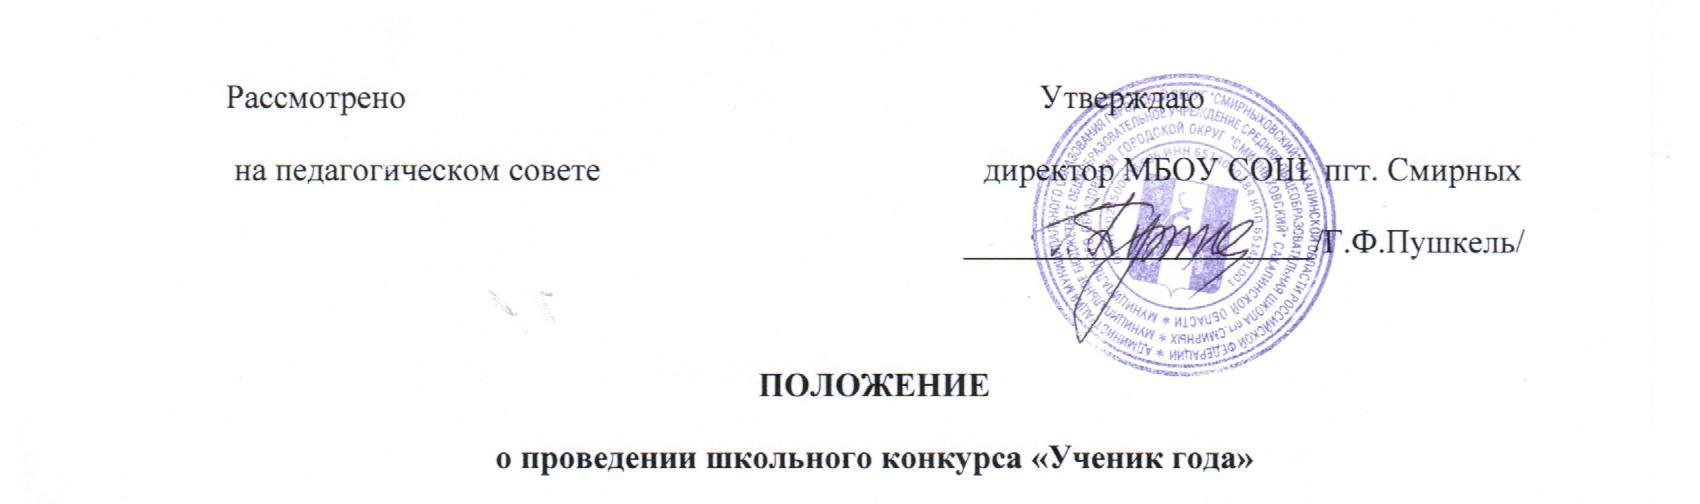 Рассмотрено
Утверждаю
на педагогическом совете
директор МБОУ СОШ пгт. Смирных
/Т.Ф.Пушкель/
ПОЛОЖЕНИЕ
о проведении школьного конкурса «Ученик года»